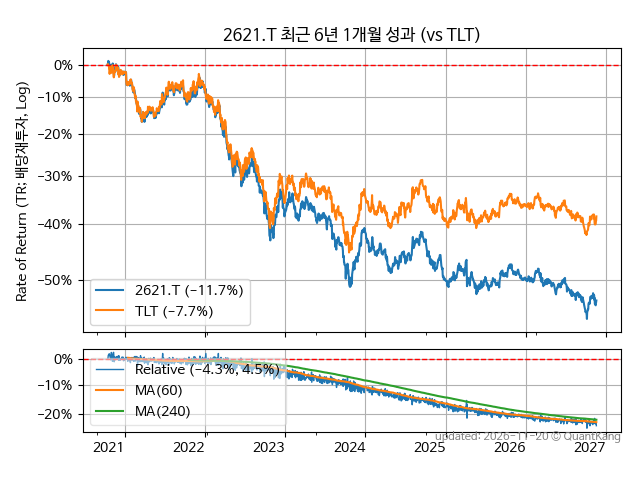 2621.T 최근 6년 1개월 성과 (vs TLT)
Rate of Return (TR: 배당재투자, Log)
0%
−10%
−20%
−30%
−40%
−50%
2621.T (−11.7%)
TLT (−7.7%)
0%
−10%
−20%
Relative (−4.3%, 4.5%)
MA(60)
MA(240)
updated: 2026−11−20 © QuantKang
2021 2022 2023 2024 2025 2026 2027